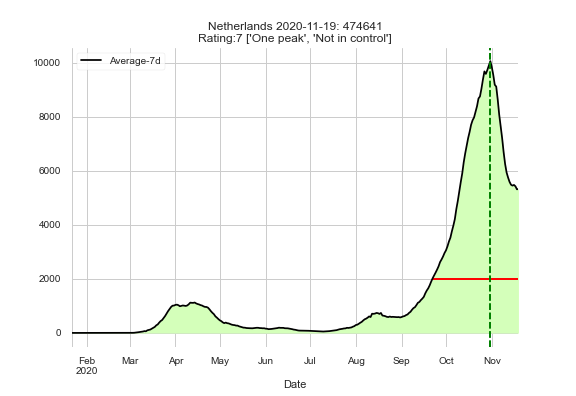 Netherlands 2020-11-19: 474641
Rating:7 ['One peak', 'Not in control']
Average-7d
10000
8000
6000
4000
2000
0
Feb Mar Apr May Jun Jul Aug Sep Oct Nov
2020
Date